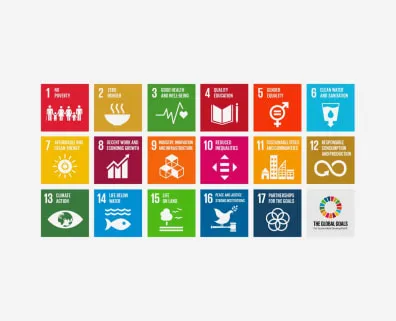 1 NO
POVERTY
2 ZERO
HUNGER
3 GOOD HEALTH
AND WELL-BEING
4 QUALITY
EDUCATION
5 GENDER
EQUALITY
6 CLEAN WATER
AND SANITATION
7 AFFORDABLE AND
CLEAN ENERGY
8 DECENT WORK AND
ECONOMIC GROWTH
9 INDUSTRY, INNOVATION
AND INFRASTRUCTURE
10 REDUCED
INEQUALITIES
11 SUSTAINABLE CITIES
AND COMMUNITIES
12 RESPONSIBLE
CONSUMPTION
AND PRODUCTION
13 CLIMATE
ACTION
14 LIFE BELOW
WATER
15 LIFE
ON LAND
16 PEACE AND JUSTICE
STRONG INSTITUTIONS
17 PARTNERSHIPS
FOR THE GOALS
THE GLOBAL GOALS
For Sustainable Development